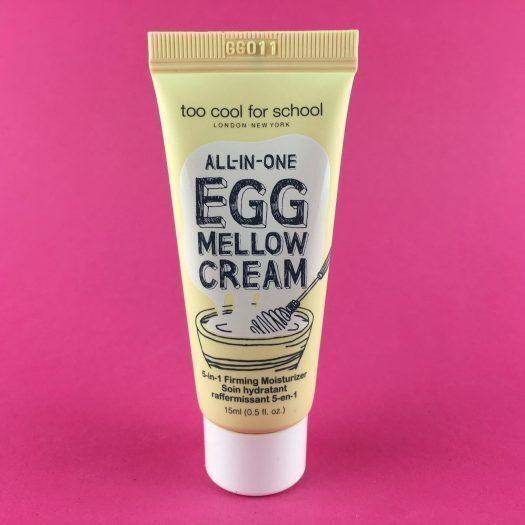 GG011
too cool for school
LONDON·NEW YORK
ALL-IN-ONE
EGG
MELLOW
CREAM
5-in-1 Firming Moisturizer
Soin hydratant
raffermissant 5-en-1
15ml (0.5 fl. oz.)